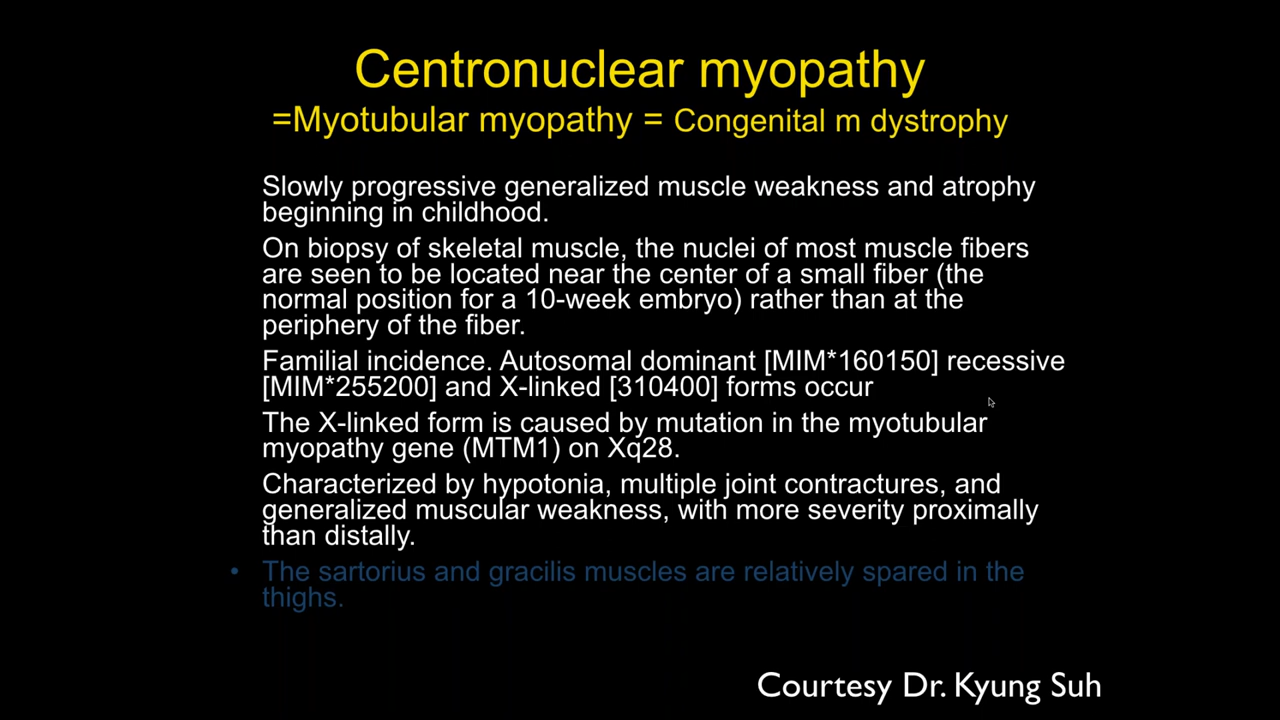 Centronuclear myopathy
=Myotubular myopathy = Congenital m dystrophy
Slowly progressive generalized muscle weakness and atrophy
beginning in childhood.
On biopsy of skeletal muscle, the nuclei of most muscle fibers
are seen to be located near the center of a small fiber (the
normal position for a 10-week embryo) rather than at the
periphery of the fiber.
Familial incidence. Autosomal dominant [MIM*160150] recessive
[MIM*255200] and X-linked [310400] forms occur
The X-linked form is caused by mutation in the myotubular
myopathy gene (MTM1) on Xq28.
Characterized by hypotonia, multiple joint contractures, and
generalized muscular weakness, with more severity proximally
than distally.
• The sartorius and gracilis muscles are relatively spared in the
thighs.
Courtesy Dr. Kyung Suh